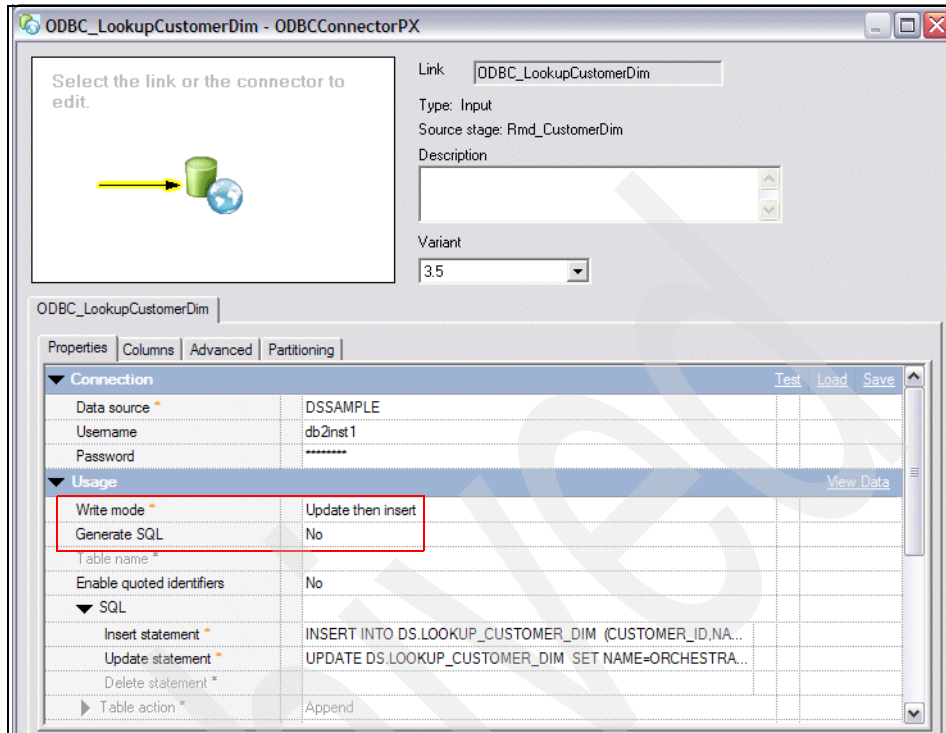 ODBC_LookupCustomerDim - ODBCConnectorPX
Select the link or the connector to
edit.
Link ODBC_LookupCustomerDim
Type: Input
Source stage: Rmd_CustomerDim
Description
Variant
3.5
ODBC_LookupCustomerDim
Properties Columns Advanced Partitioning
Connection Test Load Save
Data source * DSSAMPLE
Username db2inst1
Password ********
Usage View Data
Write mode * Update then insert
Generate SQL No
Table name *
Enable quoted identifiers No
SQL
Insert statement * INSERT INTO DS.LOOKUP_CUSTOMER_DIM (CUSTOMER_ID,NA...
Update statement * UPDATE DS.LOOKUP_CUSTOMER_DIM SET NAME=ORCHESTRA...
Delete statement *
Table action * Append